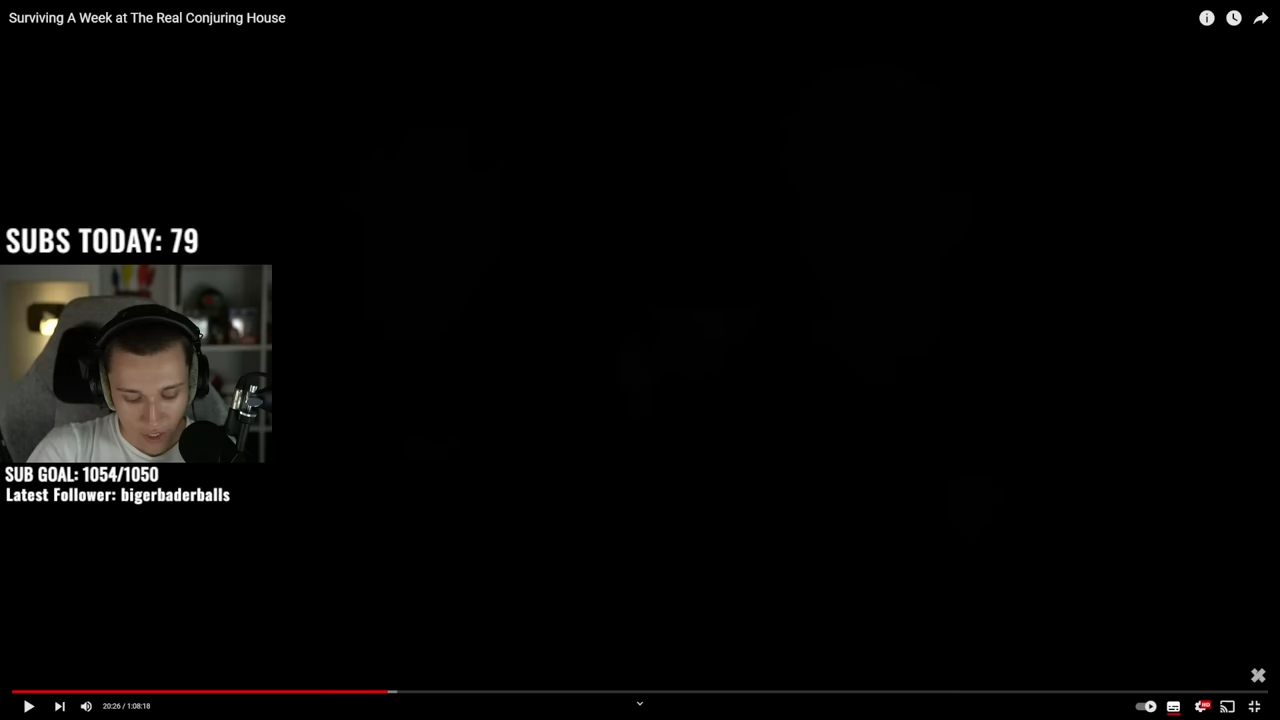 Surviving A Week at The Real Conjuring House
SUBS TODAY: 79
SUB GOAL: 1054/1050
Latest Follower: bigerbaderballs
20:26 / 1:08:18
HD